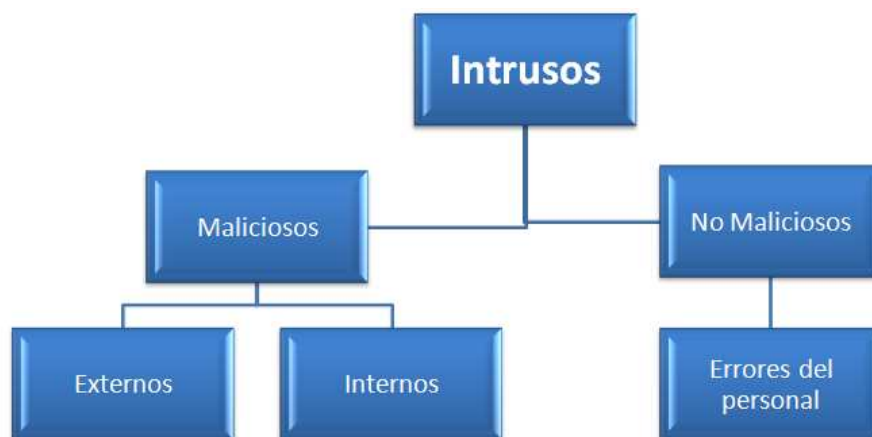 Intrusos
Maliciosos
No Maliciosos
Externos
Internos
Errores del
personal